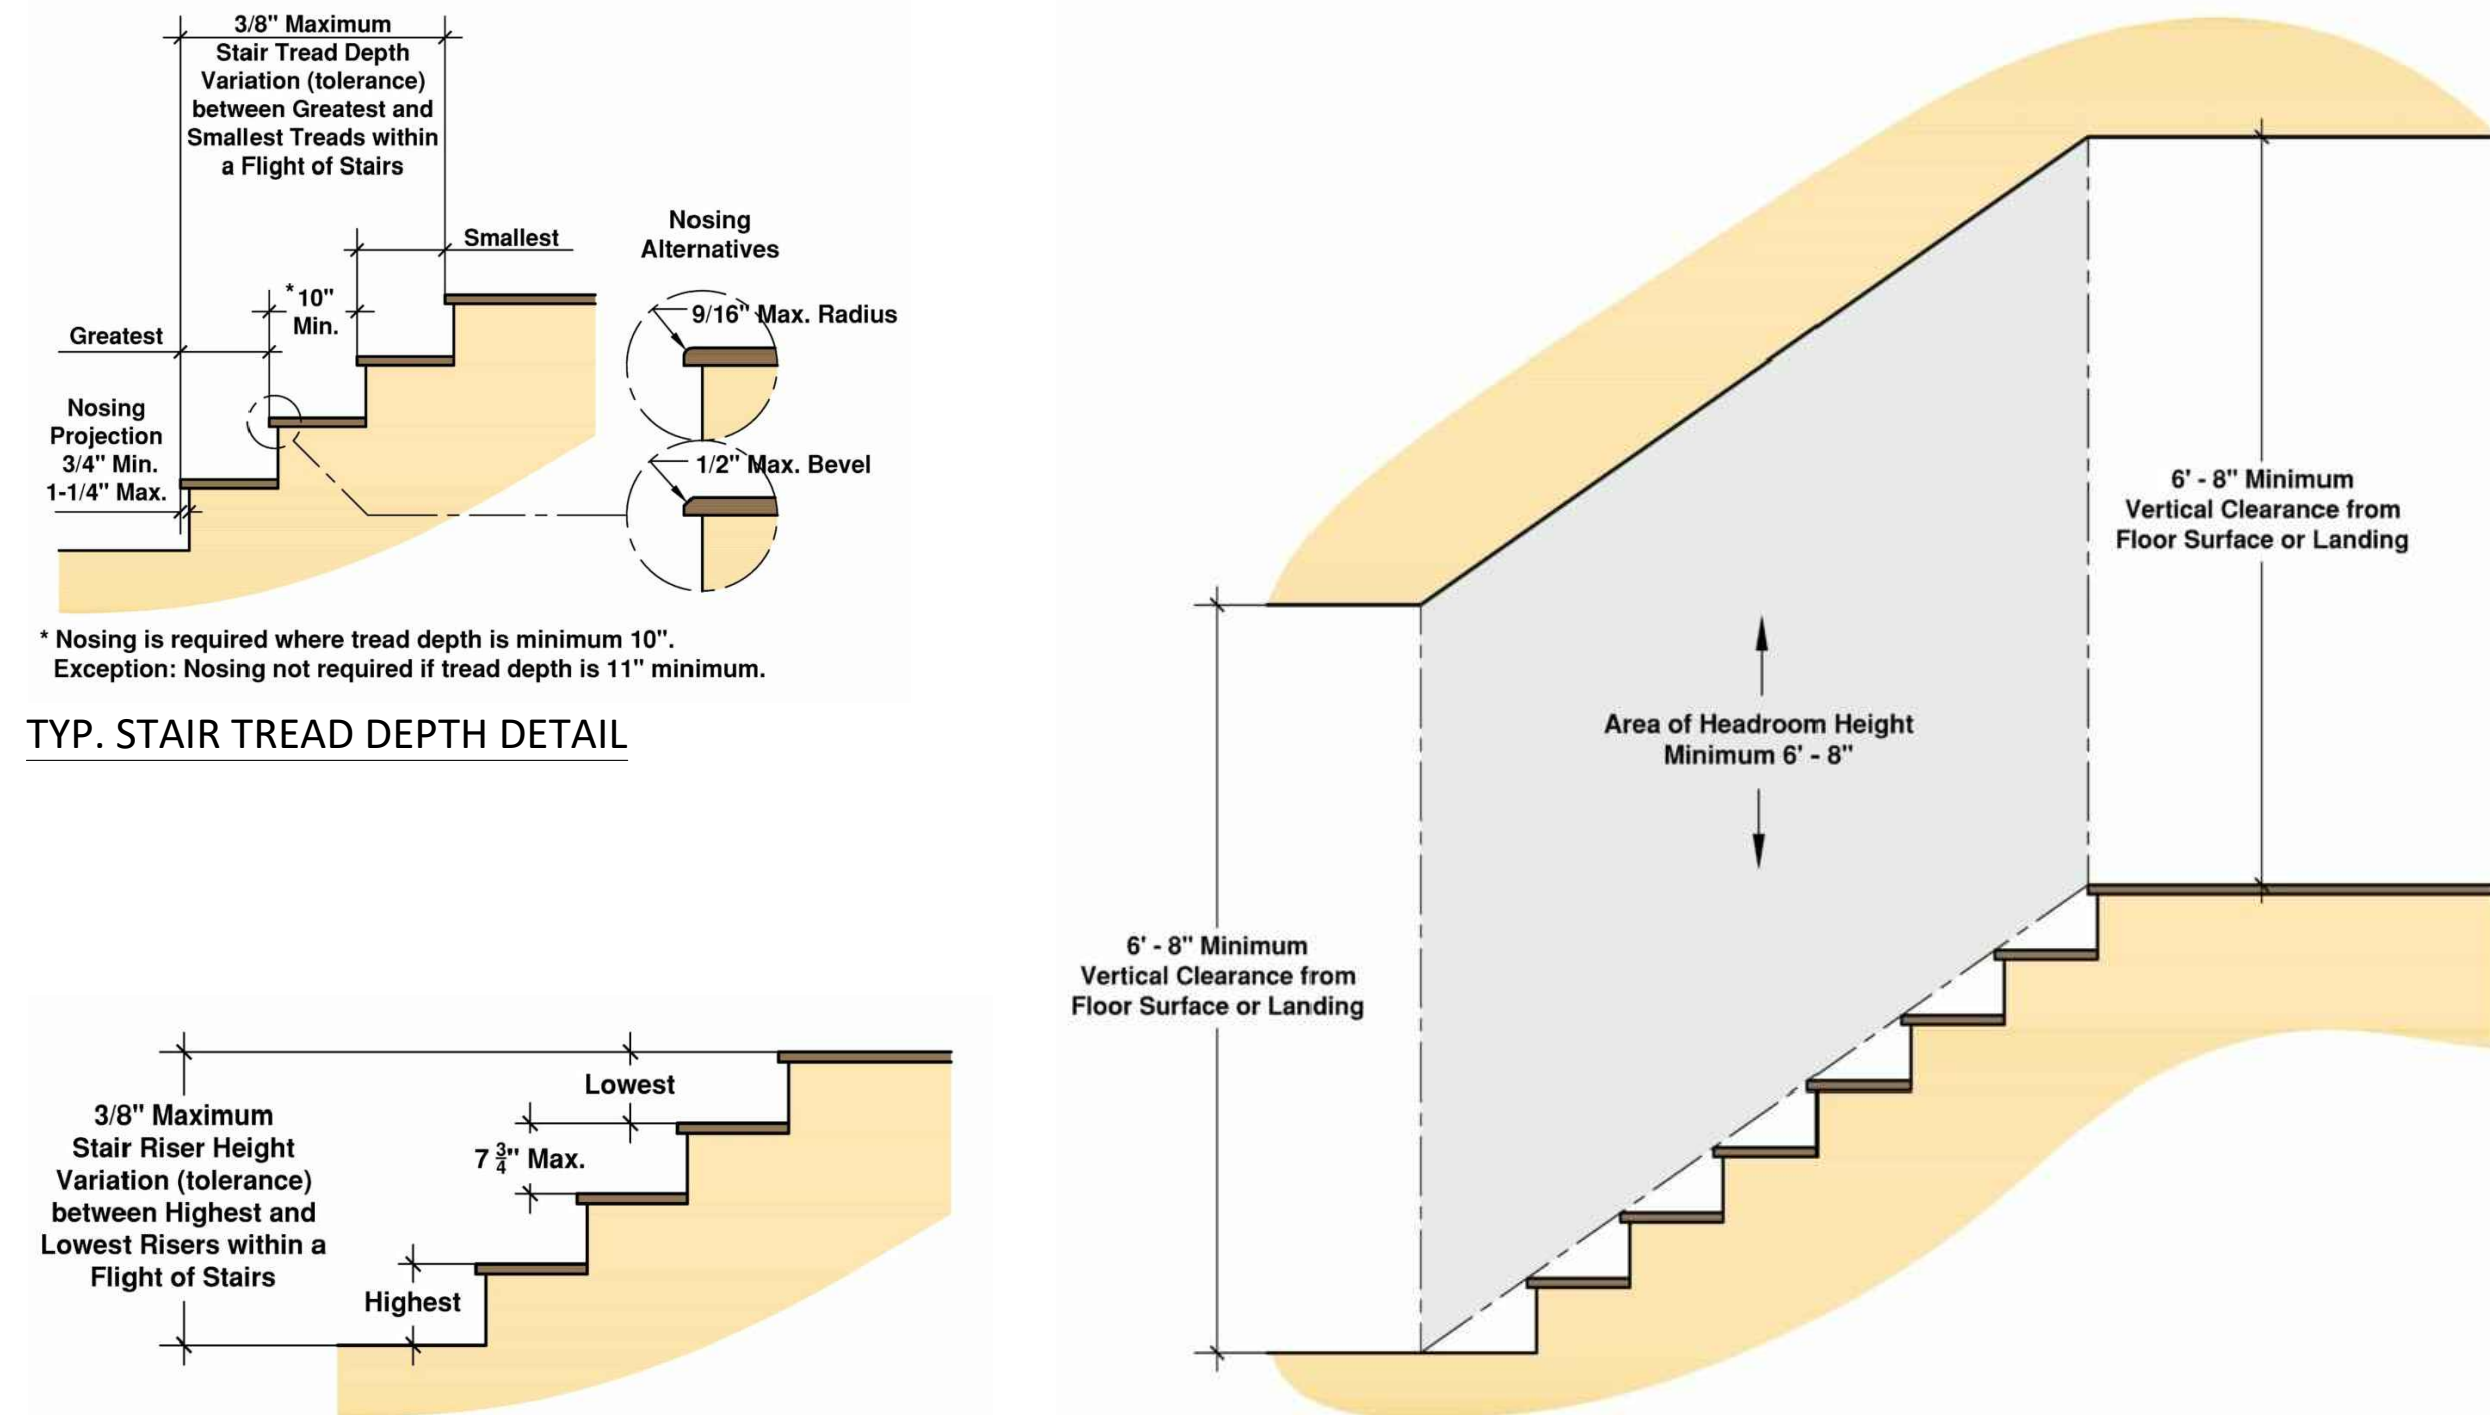 3/8" Maximum
Stair Tread Depth
Variation (tolerance)
between Greatest and
Smallest Treads within
a Flight of Stairs
Smallest
* 10"
Min.
Greatest
Nosing
Projection
3/4" Min.
1-1/4" Max.
Nosing
Alternatives
9/16" Max. Radius
1/2" Max. Bevel
* Nosing is required where tread depth is minimum 10".
Exception: Nosing not required if tread depth is 11" minimum.
TYP. STAIR TREAD DEPTH DETAIL
3/8" Maximum
Stair Riser Height
Variation (tolerance)
between Highest and
Lowest Risers within a
Flight of Stairs
Lowest
7 3/4" Max.
Highest
6' - 8" Minimum
Vertical Clearance from
Floor Surface or Landing
Area of Headroom Height
Minimum 6' - 8"
6' - 8" Minimum
Vertical Clearance from
Floor Surface or Landing